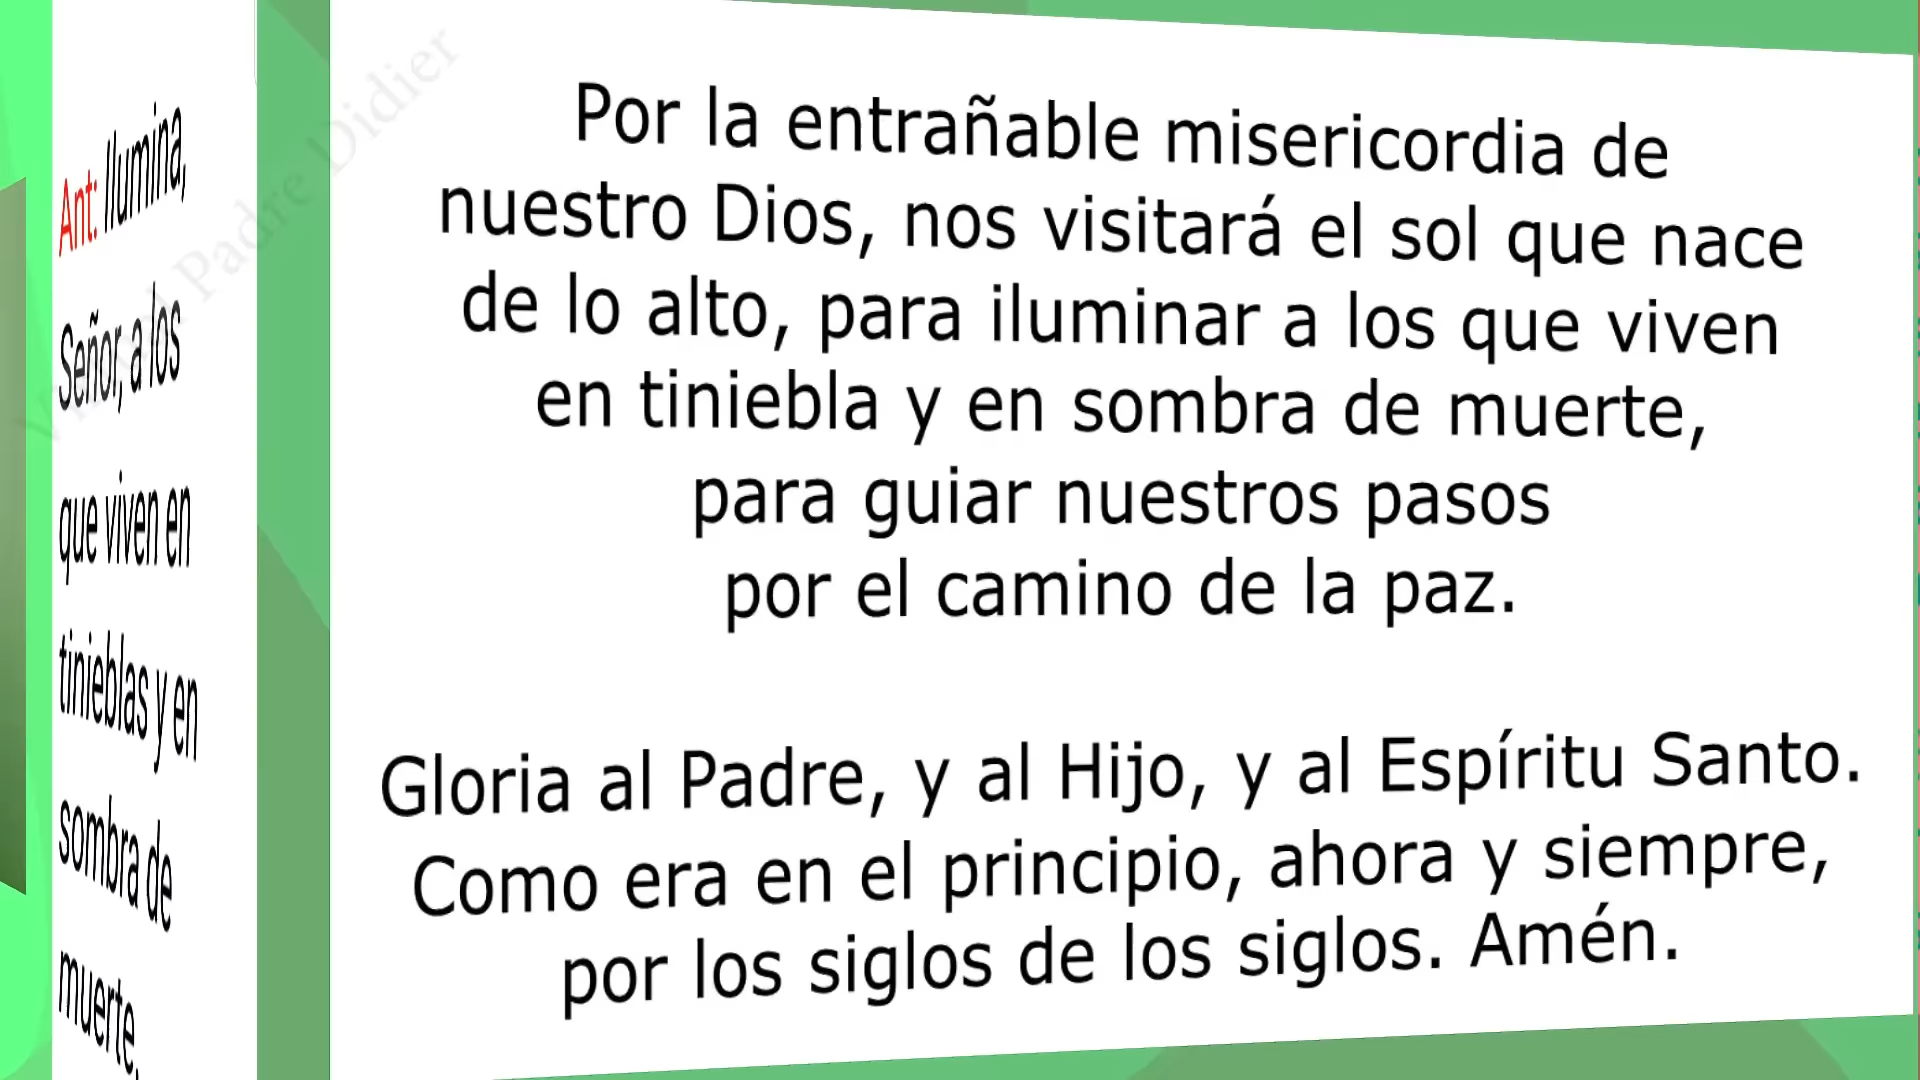 Ant: Ilumina,
Señor, a los
que viven en
tinieblas y en
sombra de
muerte.
Por la entrañable misericordia de
nuestro Dios, nos visitará el sol que nace
de lo alto, para iluminar a los que viven
en tiniebla y en sombra de muerte,
para guiar nuestros pasos
por el camino de la paz.
Gloria al Padre, y al Hijo, y al Espíritu Santo.
Como era en el principio, ahora y siempre,
por los siglos de los siglos. Amén.
Padre Didier